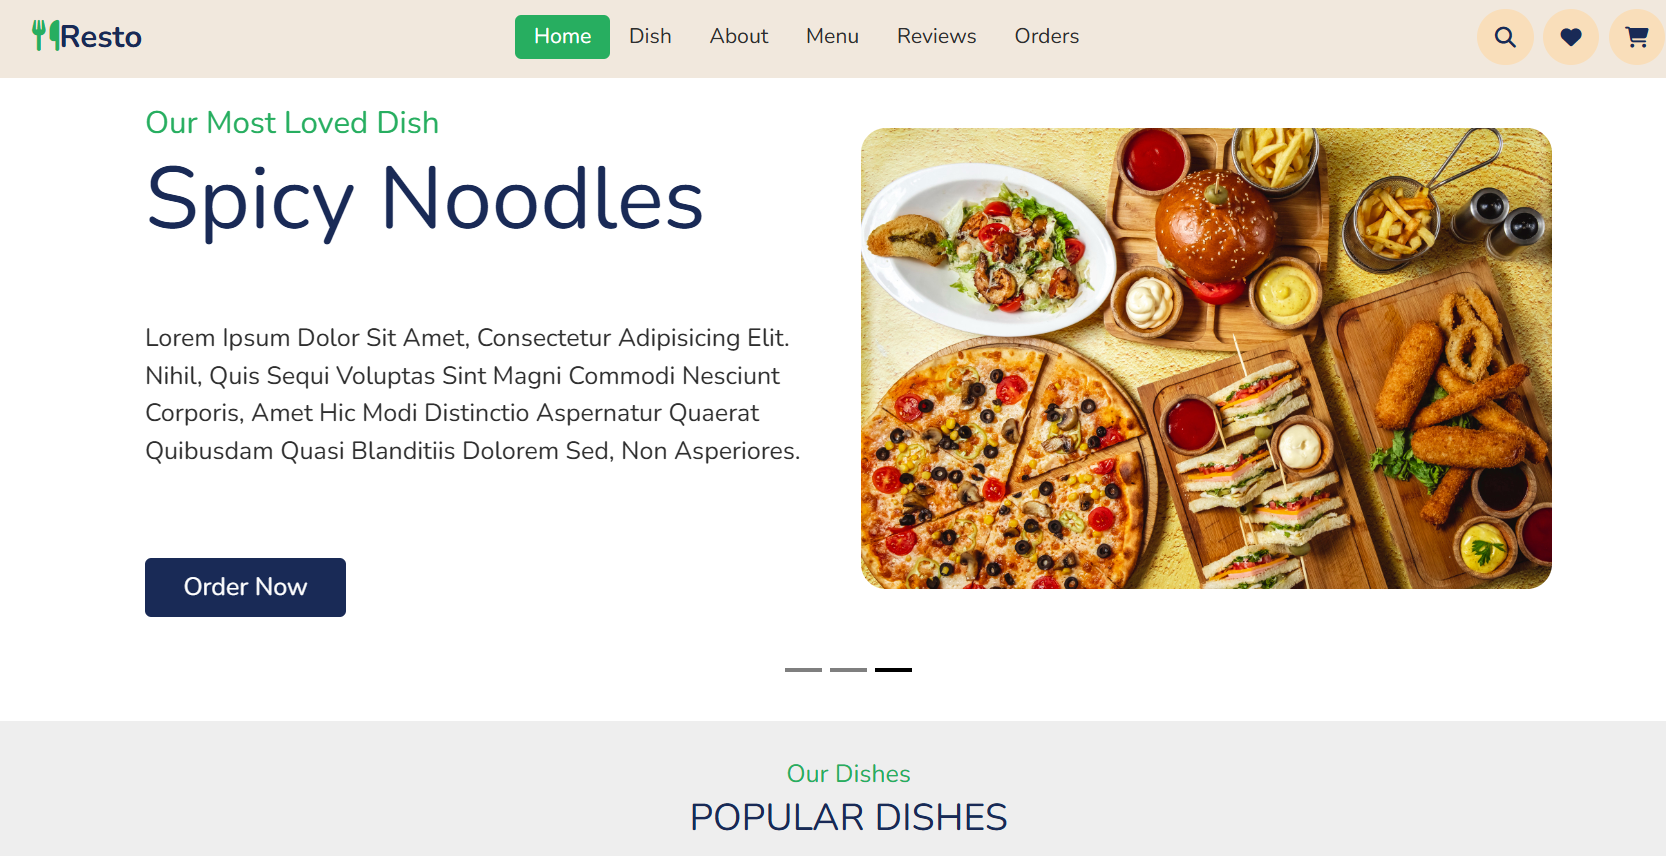 Resto
Home Dish About Menu Reviews Orders
Our Most Loved Dish
Spicy Noodles
Lorem Ipsum Dolor Sit Amet, Consectetur Adipisicing Elit.
Nihil, Quis Sequi Voluptas Sint Magni Commodi Nesciunt
Corporis, Amet Hic Modi Distinctio Aspernatur Quaerat
Quibusdam Quasi Blanditiis Dolorem Sed, Non Asperiores.
Order Now
Our Dishes
POPULAR DISHES